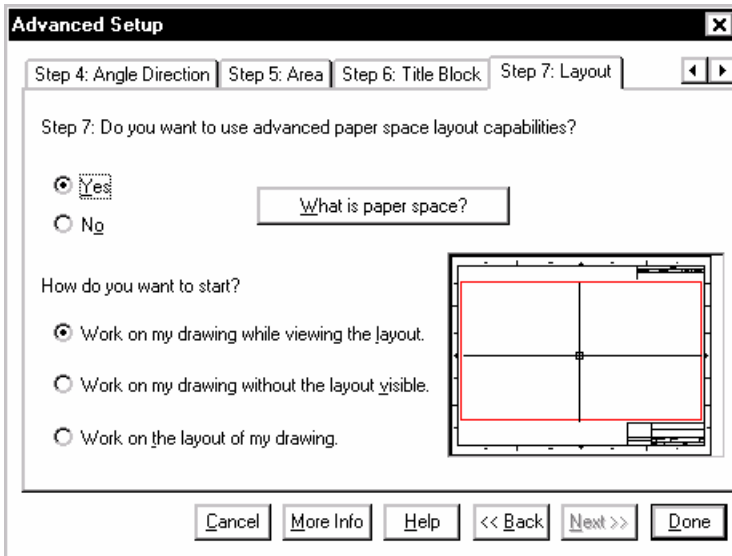 Advanced Setup
Step 4: Angle Direction Step 5: Area Step 6: Title Block Step 7: Layout
Step 7: Do you want to use advanced paper space layout capabilities?
Yes
What is paper space?
No
How do you want to start?
Work on my drawing while viewing the layout.
Work on my drawing without the layout visible.
Work on the layout of my drawing.
Cancel More Info Help << Back Next >> Done